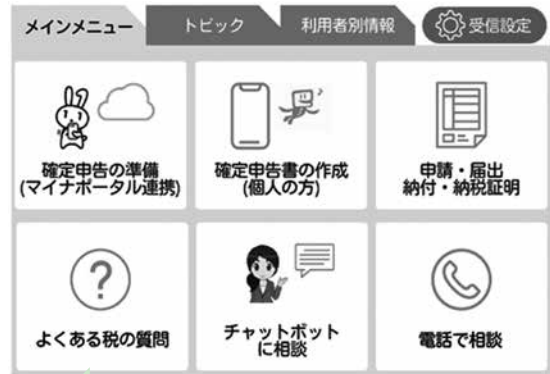 メインメニュー
トピック
利用者別情報
受信設定
確定申告の準備
(マイナポータル連携)
確定申告書の作成
(個人の方)
申請・届出
納付・納税証明
?
よくある税の質問
チャットボット
に相談
電話で相談